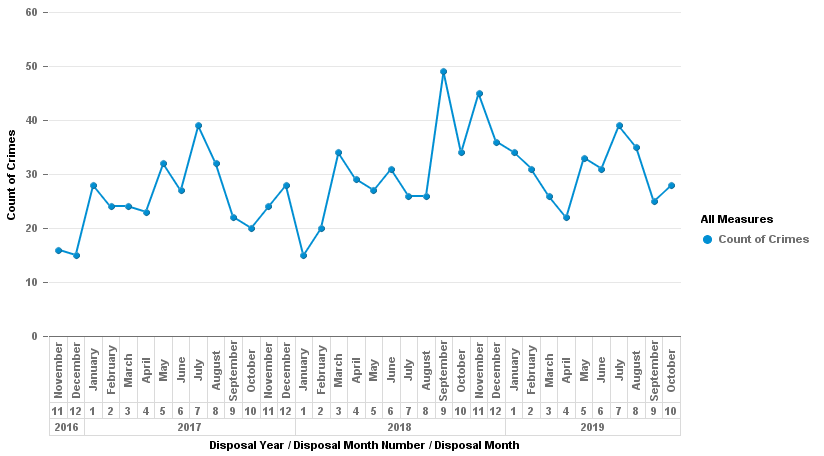 60
50
40
30
20
10
0
Count of Crimes
November December January February March April May June July August September October November December January February March April May June July August September October November December January February March April May June July August September October
11 12 1 2 3 4 5 6 7 8 9 10 11 12 1 2 3 4 5 6 7 8 9 10 11 12 1 2 3 4 5 6 7 8 9 10
2016 2017 2018 2019
Disposal Year / Disposal Month Number / Disposal Month
All Measures
Count of Crimes